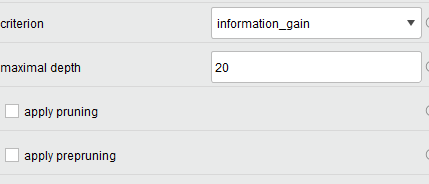 criterion information_gain
maximal depth 20
apply pruning
apply prepruning